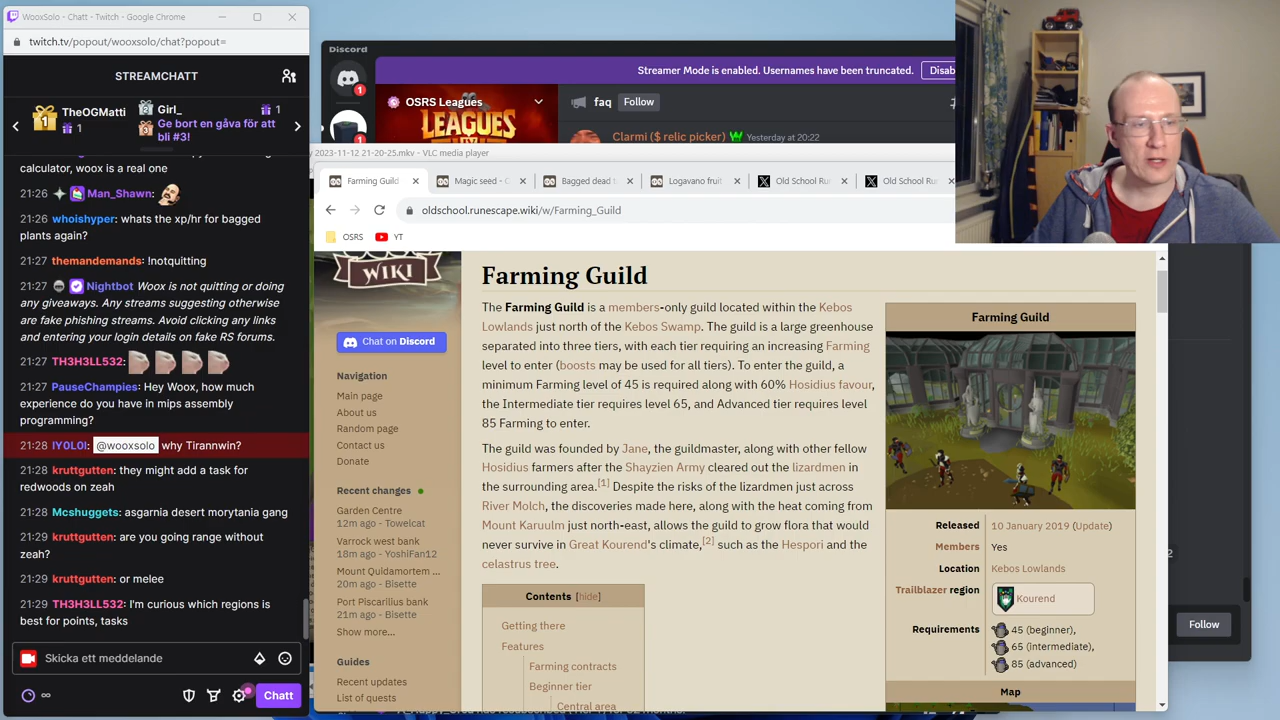 WooxSolo - Chatt - Twitch - Google Chrome
twitch.tv/popout/wooxsolo/chat?popout=
STREAMCHATT
TheOGMatti
1
Girl_
1
Ge bort en gåva för att
bli #3!
calculator, woox is a real one
21:26 Man_Shawn:
21:26 whoishyper: whats the xp/hr for bagged
plants again?
21:27 themandemands: !notquitting
21:27 Nightbot Woox is not quitting or doing
any giveaways. Any streams suggesting otherwise
are fake phishing streams. Avoid clicking any links
and entering your login details on fake RS forums.
21:27 TH3H3LL532:
21:27 PauseChampies: Hey Woox, how much
experience do you have in mips assembly
programming?
@wooxsolo why Tirannwin?
21:28 kruttgutten: they might add a task for
redwoods on zeah
21:28 Mcshuggets: asgarnia desert morytania gang
21:29 kruttgutten: are you going range without
zeah?
21:29 kruttgutten: or melee
21:29 TH3H3LL532: I'm curious which regions is
best for points, tasks
Skicka ett meddelande
Chatt
Discord
Streamer Mode is enabled. Usernames have been truncated.
Disab
OSRS Leagues
faq
Follow
LEAGUES
Clarmi ($ relic picker) Yesterday at 20:22
2023-11-12 21-20-25.mkv - VLC media player
Farming Guild
Magic seed - O
Bagged dead t
Logavano fruit
Old School Run
Old School Run
oldschool.runescape.wiki/w/Farming_Guild
OSRS
YT
WIKI
Chat on Discord
Navigation
Main page
About us
Random page
Contact us
Donate
Recent changes
Garden Centre
12m ago - Towelcat
Varrock west bank
18m ago - YoshiFan12
Mount Quidamortem ...
20m ago - Bisette
Port Piscarilius bank
21m ago - Bisette
Show more...
Guides
Recent updates
List of quests
Farming Guild
The Farming Guild is a members-only guild located within the Kebos
Lowlands just north of the Kebos Swamp. The guild is a large greenhouse
separated into three tiers, with each tier requiring an increasing Farming
level to enter (boosts may be used for all tiers). To enter the guild, a
minimum Farming level of 45 is required along with 60% Hosidius favour,
the Intermediate tier requires level 65, and Advanced tier requires level
85 Farming to enter.
The guild was founded by Jane, the guildmaster, along with other fellow
Hosidius farmers after the Shayzien Army cleared out the lizardmen in
the surrounding area.[1] Despite the risks of the lizardmen just across
River Molch, the discoveries made here, along with the heat coming from
Mount Karuulm just north-east, allows the guild to grow flora that would
never survive in Great Kourend's climate,[2] such as the Hespori and the
celastrus tree.
Contents [hide]
Getting there
Features
Farming contracts
Beginner tier
Central area
Farming Guild
Released 10 January 2019 (Update)
Members Yes
Location Kebos Lowlands
Trailblazer
region
Kourend
Requirements 45 (beginner),
65 (intermediate),
85 (advanced)
Map
Follow